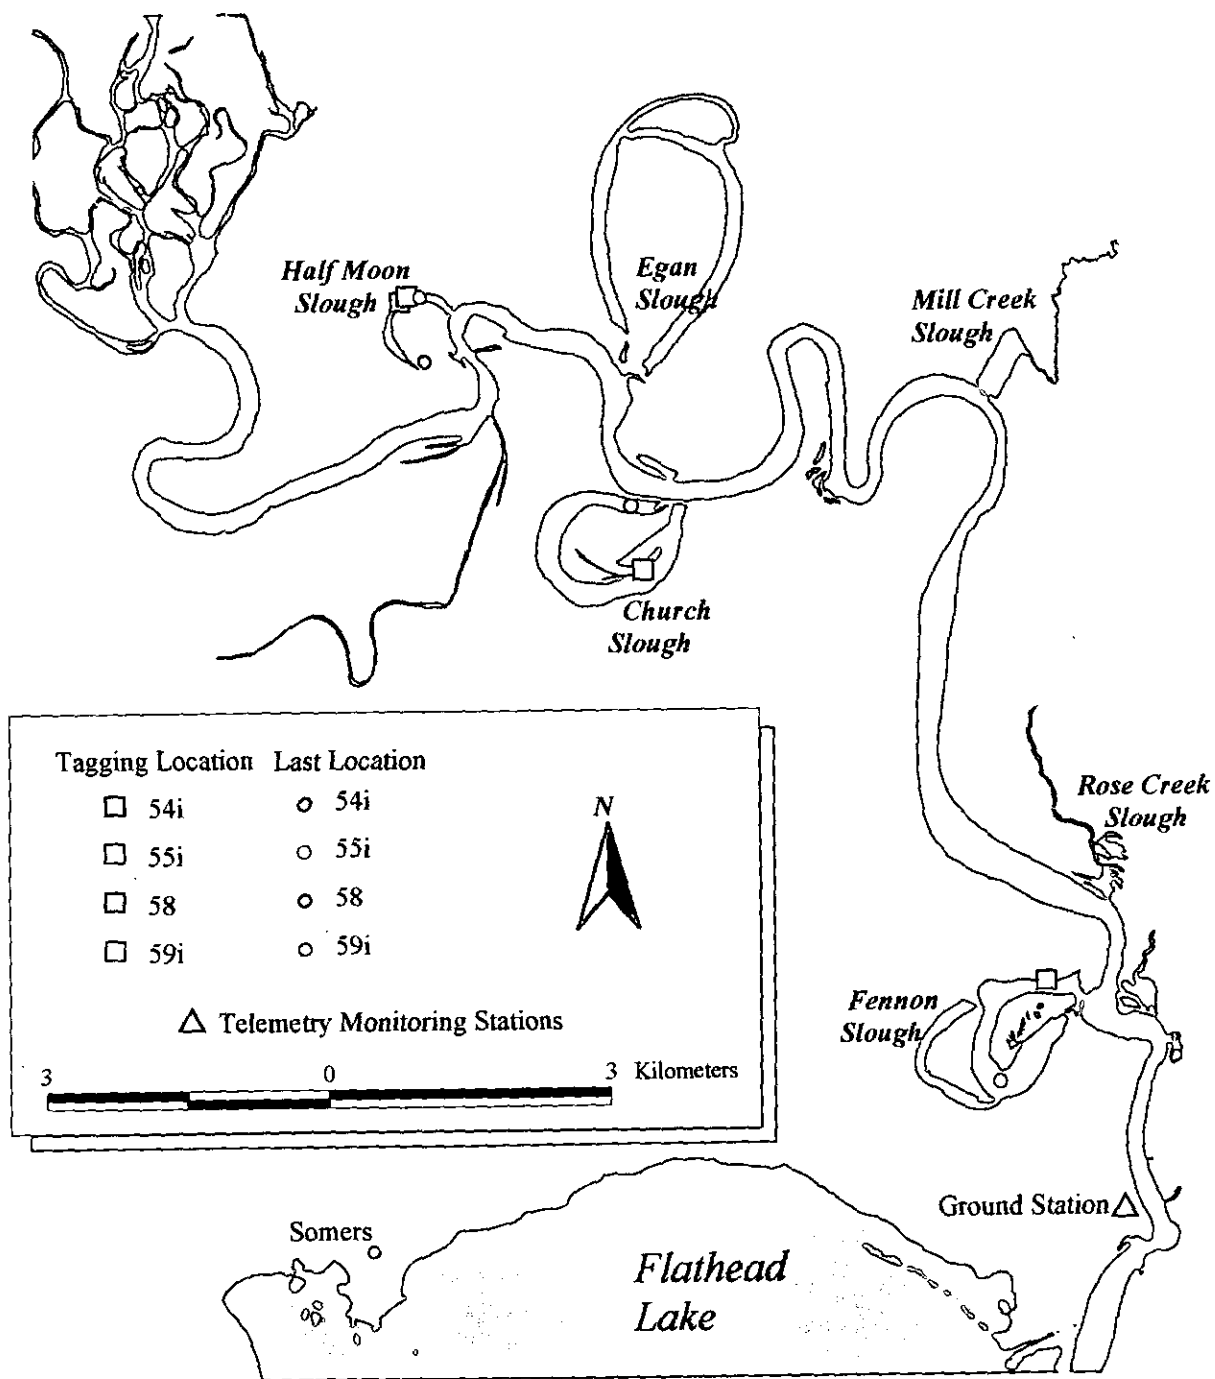 Half Moon
Slough
Egan
Slough
Mill Creek
Slough
Church
Slough
Tagging Location Last Location
54i 54i
55i 55i
58 58
59i 59i
N
Telemetry Monitoring Stations
3 0 3 Kilometers
Rose Creek
Slough
Fennon
Slough
Ground Station
Somers
Flathead
Lake